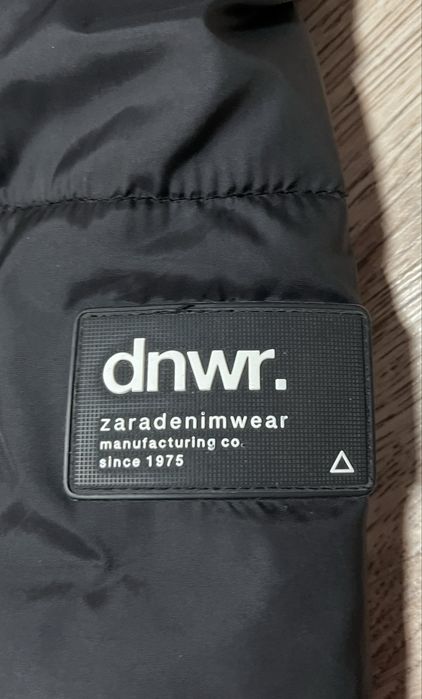 dnwr.
zaradenimwear
manufacturing co.
since 1975